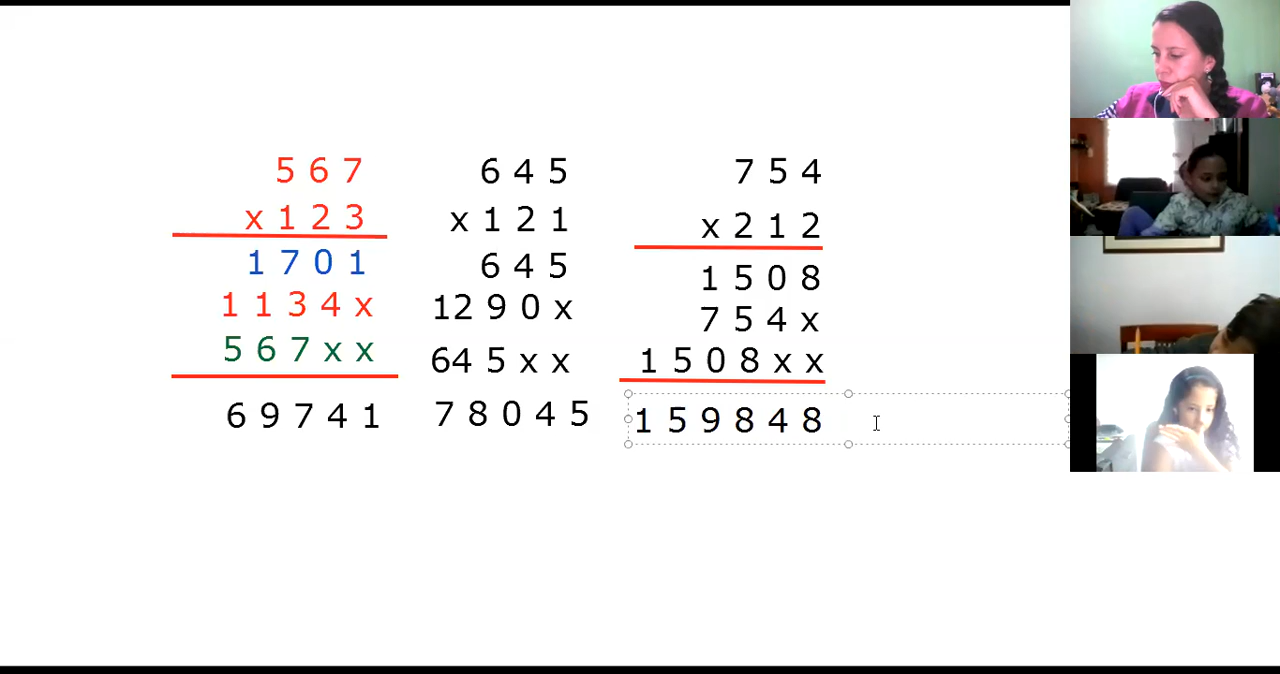 5 6 7
x 1 2 3
1 7 0 1
1 1 3 4 x
5 6 7 x x
6 9 7 4 1
6 4 5
x 1 2 1
6 4 5
12 9 0 x
64 5 x x
7 8 0 4 5
7 5 4
x 2 1 2
1 5 0 8
7 5 4 x
1 5 0 8 x x
1 5 9 8 4 8